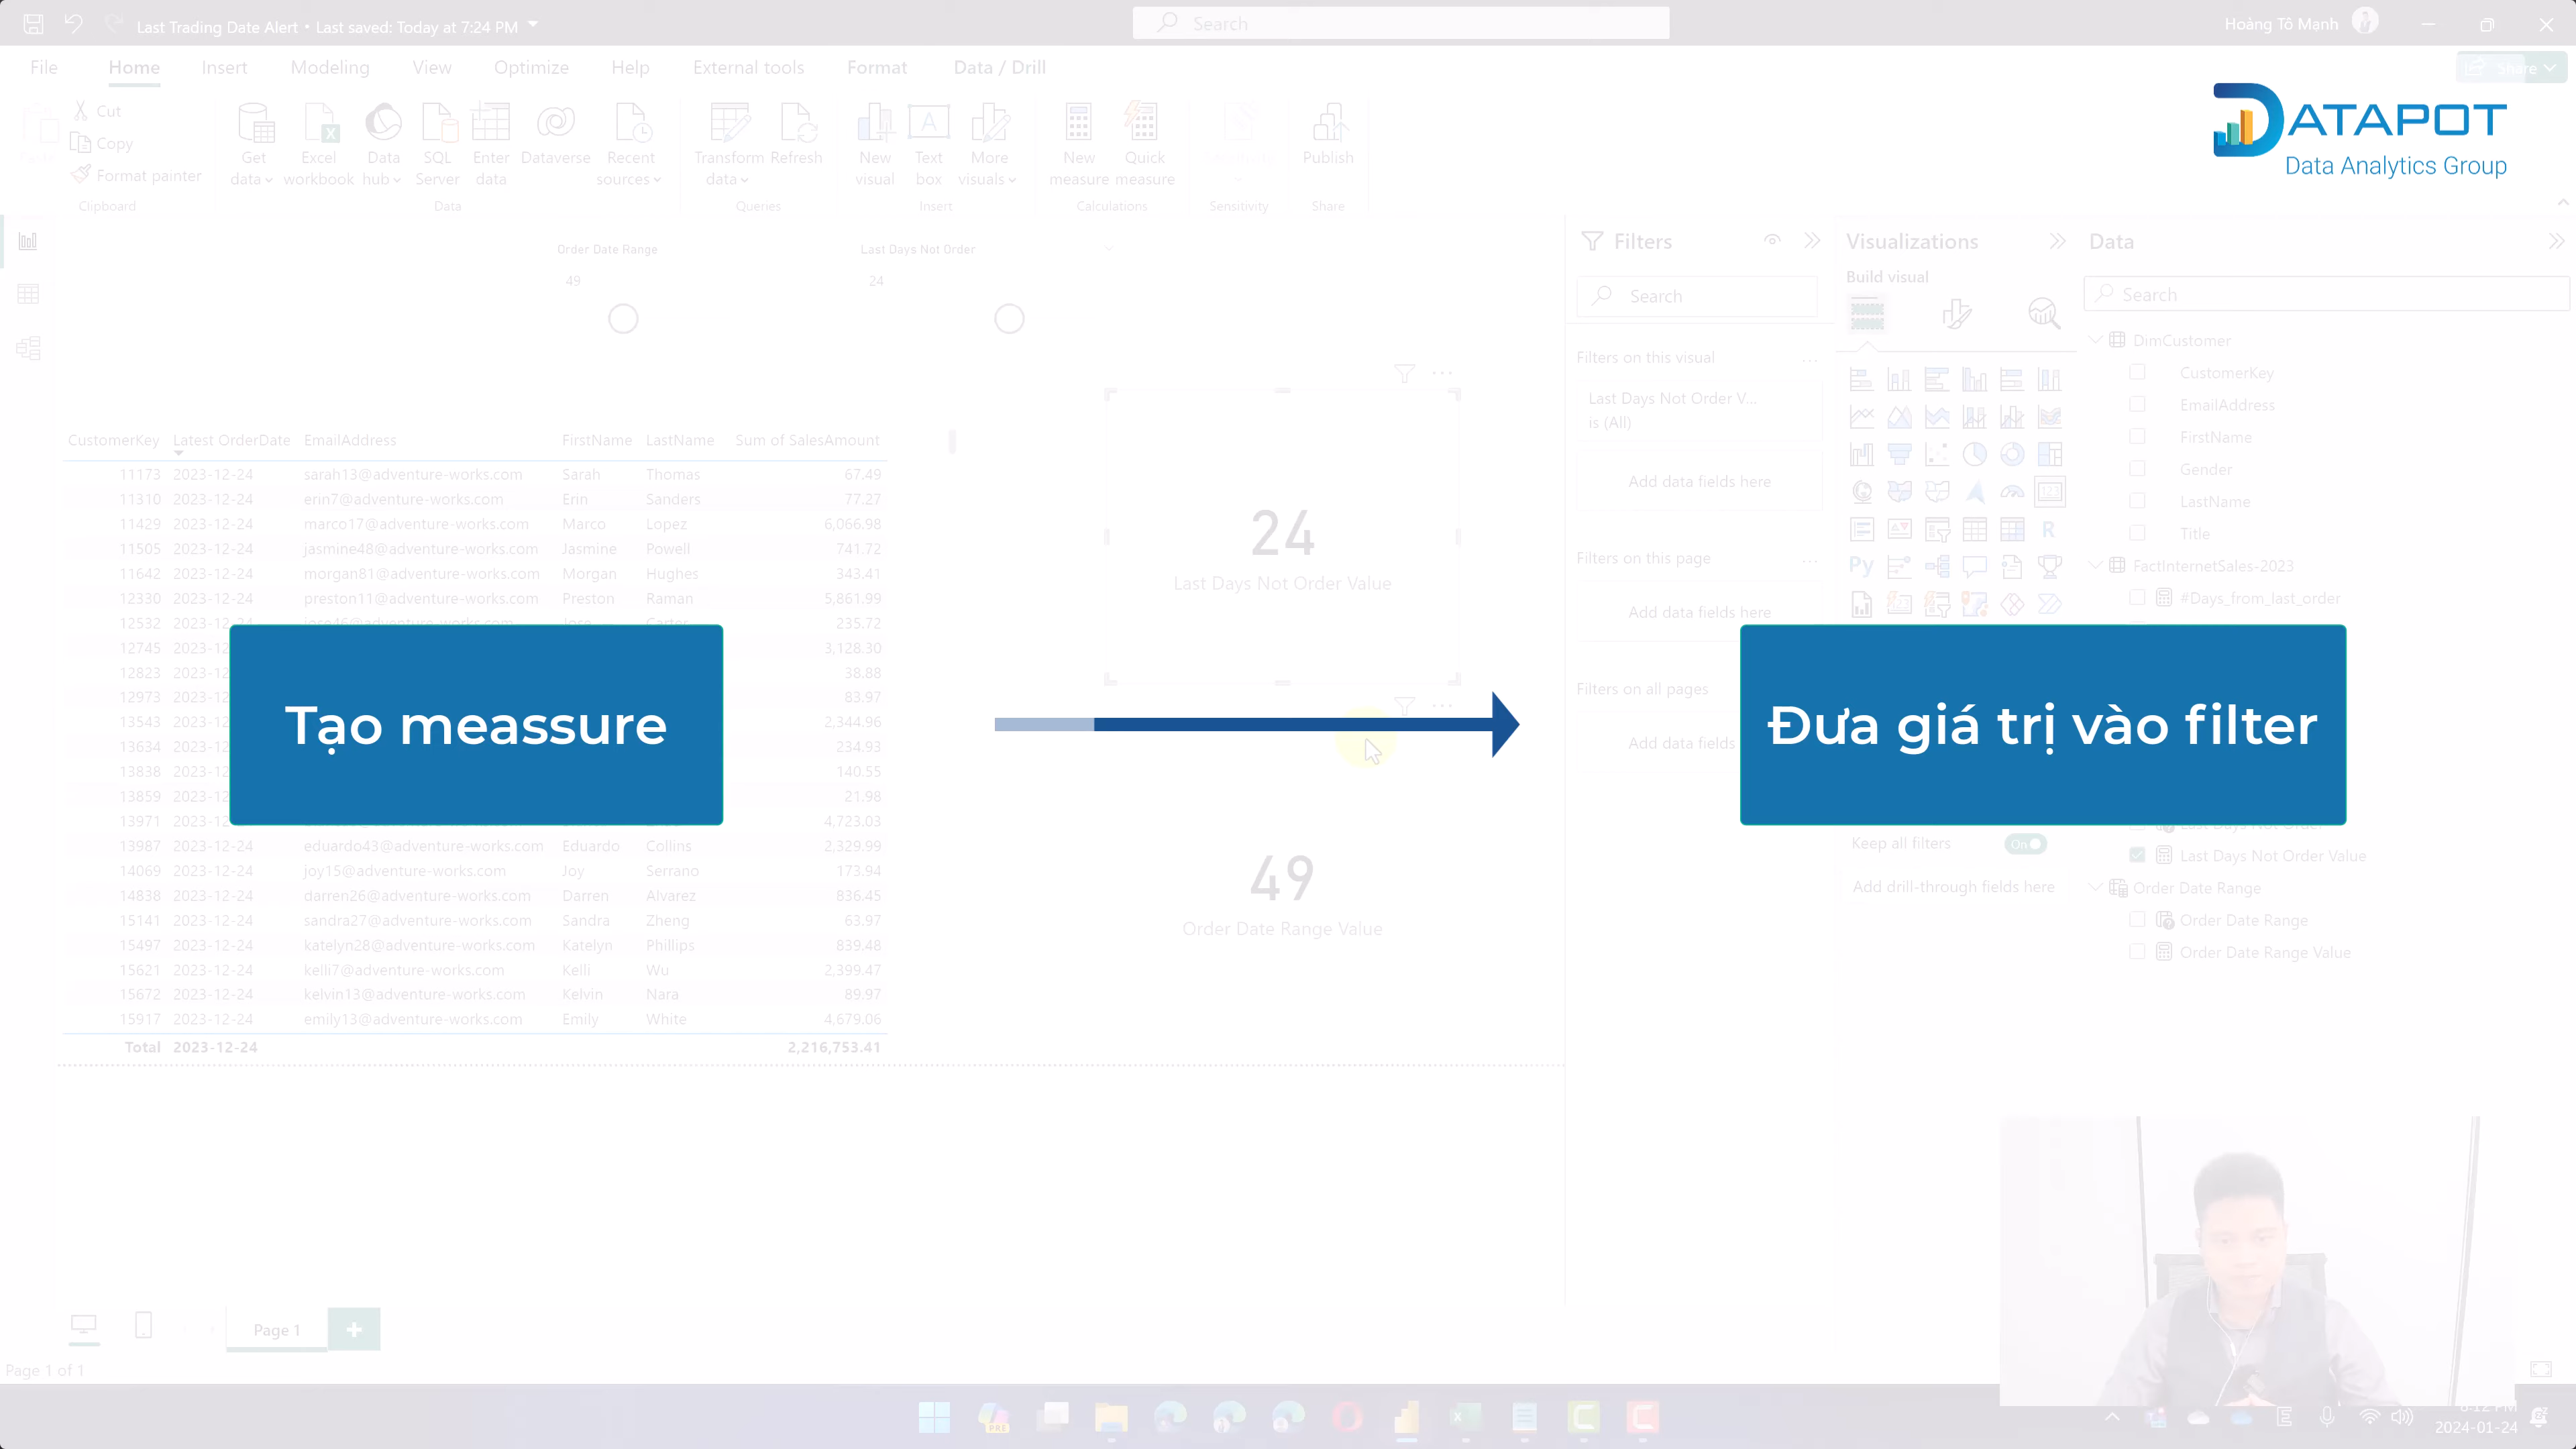 Last Trading Date Alert • Last saved: Today at 7:24 PM
Search
Hoàng Tô Mạnh
File Home Insert Modeling View Optimize Help External tools Format Data / Drill
Share
DATAPOT
Data Analytics Group
Cut
Copy
Format painter
Get data
Excel workbook
Data hub
SQL Server
Enter data
Dataverse
Recent sources
Transform data
Refresh
New visual
Text box
More visuals
New measure
Quick measure
Publish
Clipboard Data Queries Insert Calculations Sensitivity Share
Order Date Range
49
Last Days Not Order
24
CustomerKey Latest OrderDate EmailAddress FirstName LastName Sum of SalesAmount
11173 2023-12-24 sarah13@adventure-works.com Sarah Thomas 67.49
11310 2023-12-24 erin7@adventure-works.com Erin Sanders 77.27
11429 2023-12-24 marco17@adventure-works.com Marco Lopez 6,066.98
11505 2023-12-24 jasmine48@adventure-works.com Jasmine Powell 741.72
11642 2023-12-24 morgan81@adventure-works.com Morgan Hughes 343.41
12330 2023-12-24 preston11@adventure-works.com Preston Raman 5,861.99
12532 235.72
12745 2023-12 3,128.30
12823 2023-12 38.88
12973 2023-12 83.97
13543 2023-12 2,344.96
13634 2023-12 234.93
13838 2023-12 140.55
13859 2023-12 21.98
13971 2023-12 4,723.03
13987 2023-12-24 eduardo43@adventure-works.com Eduardo Collins 2,329.99
14069 2023-12-24 joy15@adventure-works.com Joy Serrano 173.94
14838 2023-12-24 darren26@adventure-works.com Darren Alvarez 836.45
15141 2023-12-24 sandra27@adventure-works.com Sandra Zheng 63.97
15497 2023-12-24 katelyn28@adventure-works.com Katelyn Phillips 839.48
15621 2023-12-24 kelli7@adventure-works.com Kelli Wu 2,399.47
15672 2023-12-24 kelvin13@adventure-works.com Kelvin Nara 89.97
15917 2023-12-24 emily13@adventure-works.com Emily White 4,679.06
Total 2023-12-24 2,216,753.41
Tạo meassure
24
Last Days Not Order Value
49
Order Date Range Value
Filters
Search
Filters on this visual
Last Days Not Order V...
is (All)
Add data fields here
Filters on this page
Add data fields here
Filters on all pages
Add data fields
Đưa giá trị vào filter
Visualizations
Build visual
Keep all filters
On
Add drill-through fields here
Data
Search
DimCustomer
CustomerKey
EmailAddress
FirstName
Gender
LastName
Title
FactInternetSales-2023
#Days_from_last_order
Last Days Not Order Value
Order Date Range
Order Date Range
Order Date Range Value
Page 1
Page 1 of 1
2024-01-24